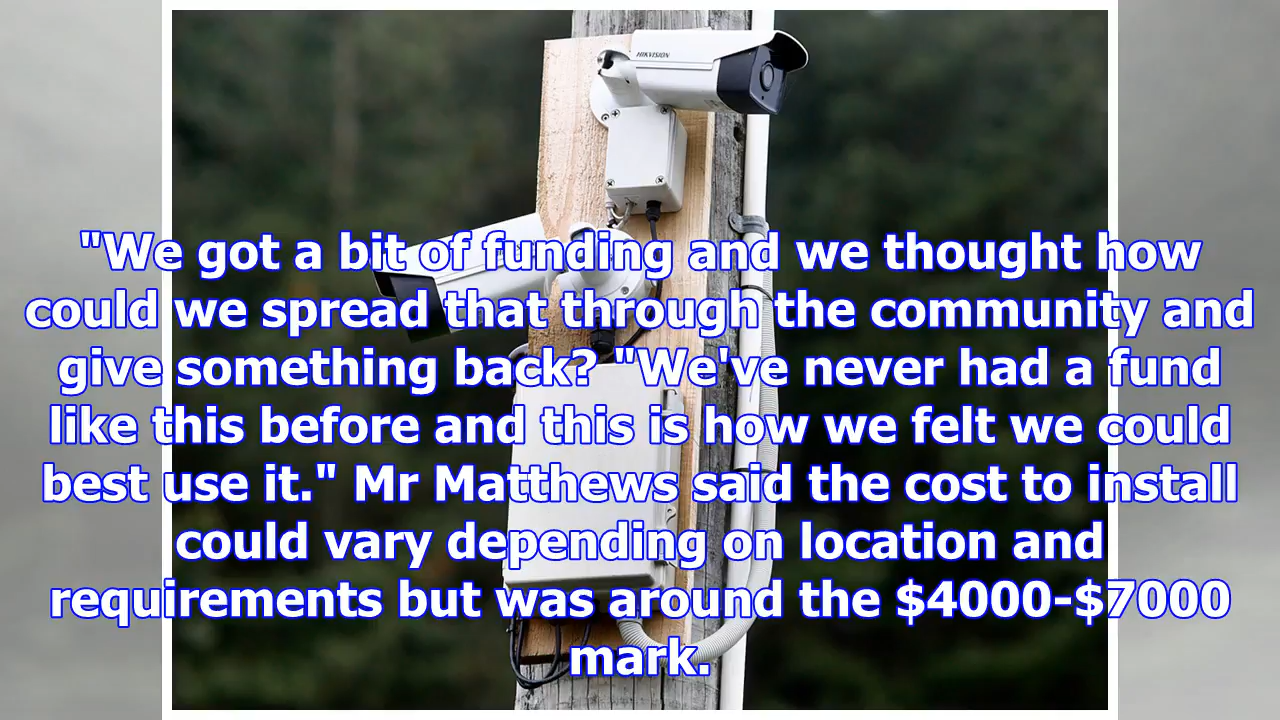 HIKVISION
"We got a bit of funding and we thought how
could we spread that through the community and
give something back? "We've never had a fund
like this before and this is how we felt we could
best use it." Mr Matthews said the cost to install
could vary depending on location and
requirements but was around the $4000-$7000
mark.